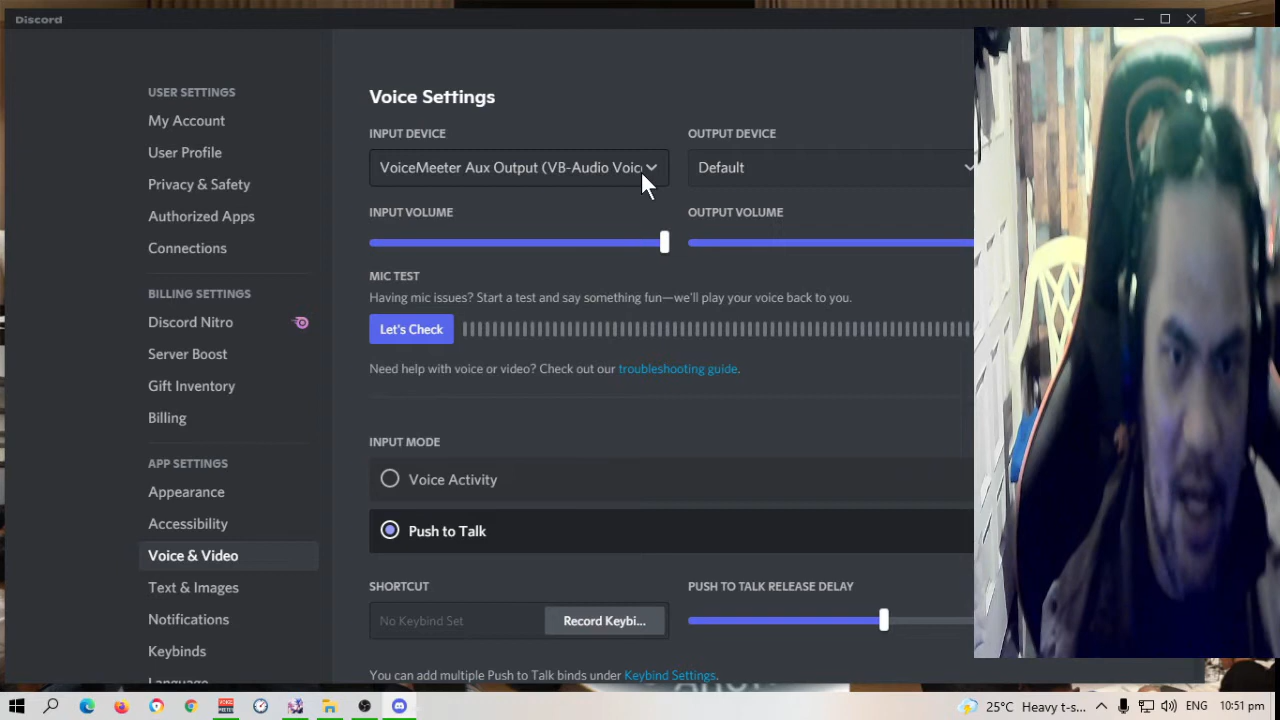 Discord
USER SETTINGS
My Account
User Profile
Privacy & Safety
Authorized Apps
Connections
BILLING SETTINGS
Discord Nitro
Server Boost
Gift Inventory
Billing
APP SETTINGS
Appearance
Accessibility
Voice & Video
Text & Images
Notifications
Keybinds
Language
Voice Settings
INPUT DEVICE
VoiceMeeter Aux Output (VB-Audio Voic
OUTPUT DEVICE
Default
INPUT VOLUME
OUTPUT VOLUME
MIC TEST
Having mic issues? Start a test and say something fun—we'll play your voice back to you.
Let's Check
Need help with voice or video? Check out our troubleshooting guide.
INPUT MODE
Voice Activity
Push to Talk
SHORTCUT
No Keybind Set
Record Keybi...
PUSH TO TALK RELEASE DELAY
You can add multiple Push to Talk binds under Keybind Settings.
25°C Heavy t-s...
ENG
10:51 pm